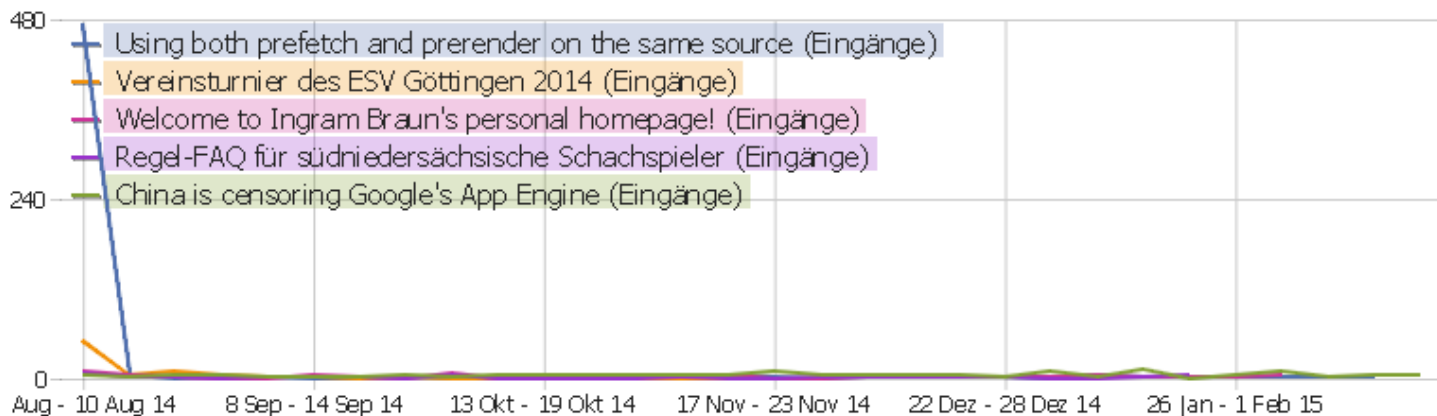 480
Using both prefetch and prerender on the same source (Eingänge)
Vereinsturnier des ESV Göttingen 2014 (Eingänge)
Welcome to Ingram Braun's personal homepage! (Eingänge)
Regel-FAQ für südniedersächsische Schachspieler (Eingänge)
China is censoring Google's App Engine (Eingänge)
240
0
Aug - 10 Aug 14 8 Sep - 14 Sep 14 13 Okt - 19 Okt 14 17 Nov - 23 Nov 14 22 Dez - 28 Dez 14 26 Jan - 1 Feb 15